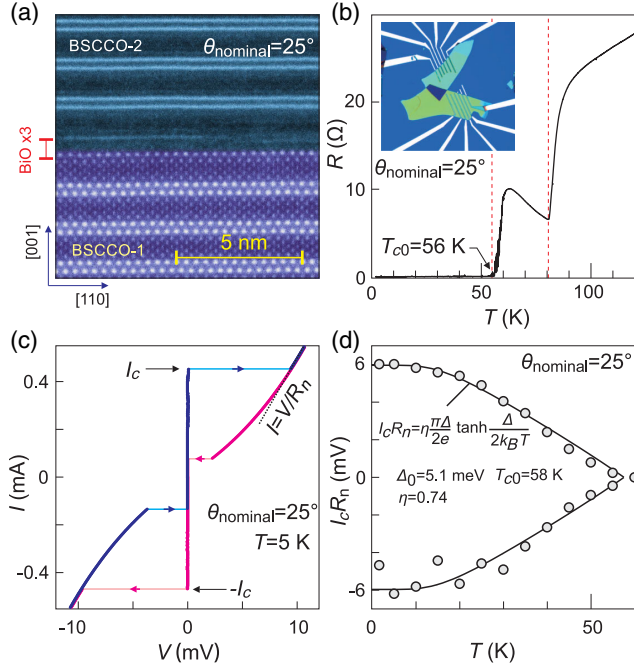 (a)
BSCCO-2
θnominal=25°
BiO x3
[001]
BSCCO-1
5 nm
[110]
(b)
R (Ω)
20
10
0
θnominal=25°
Tc0=56 K
0
50
100
T (K)
(c)
I (mA)
0.4
0
-0.4
Ic
I=V/Rn
θnominal=25°
T=5 K
-Ic
-10
0
10
V (mV)
(d)
IcRn (mV)
6
0
-6
θnominal=25°
IcRn=η πΔ/2e tanh Δ/2kBT
Δ0=5.1 meV Tc0=58 K
η=0.74
0
20
40
T (K)